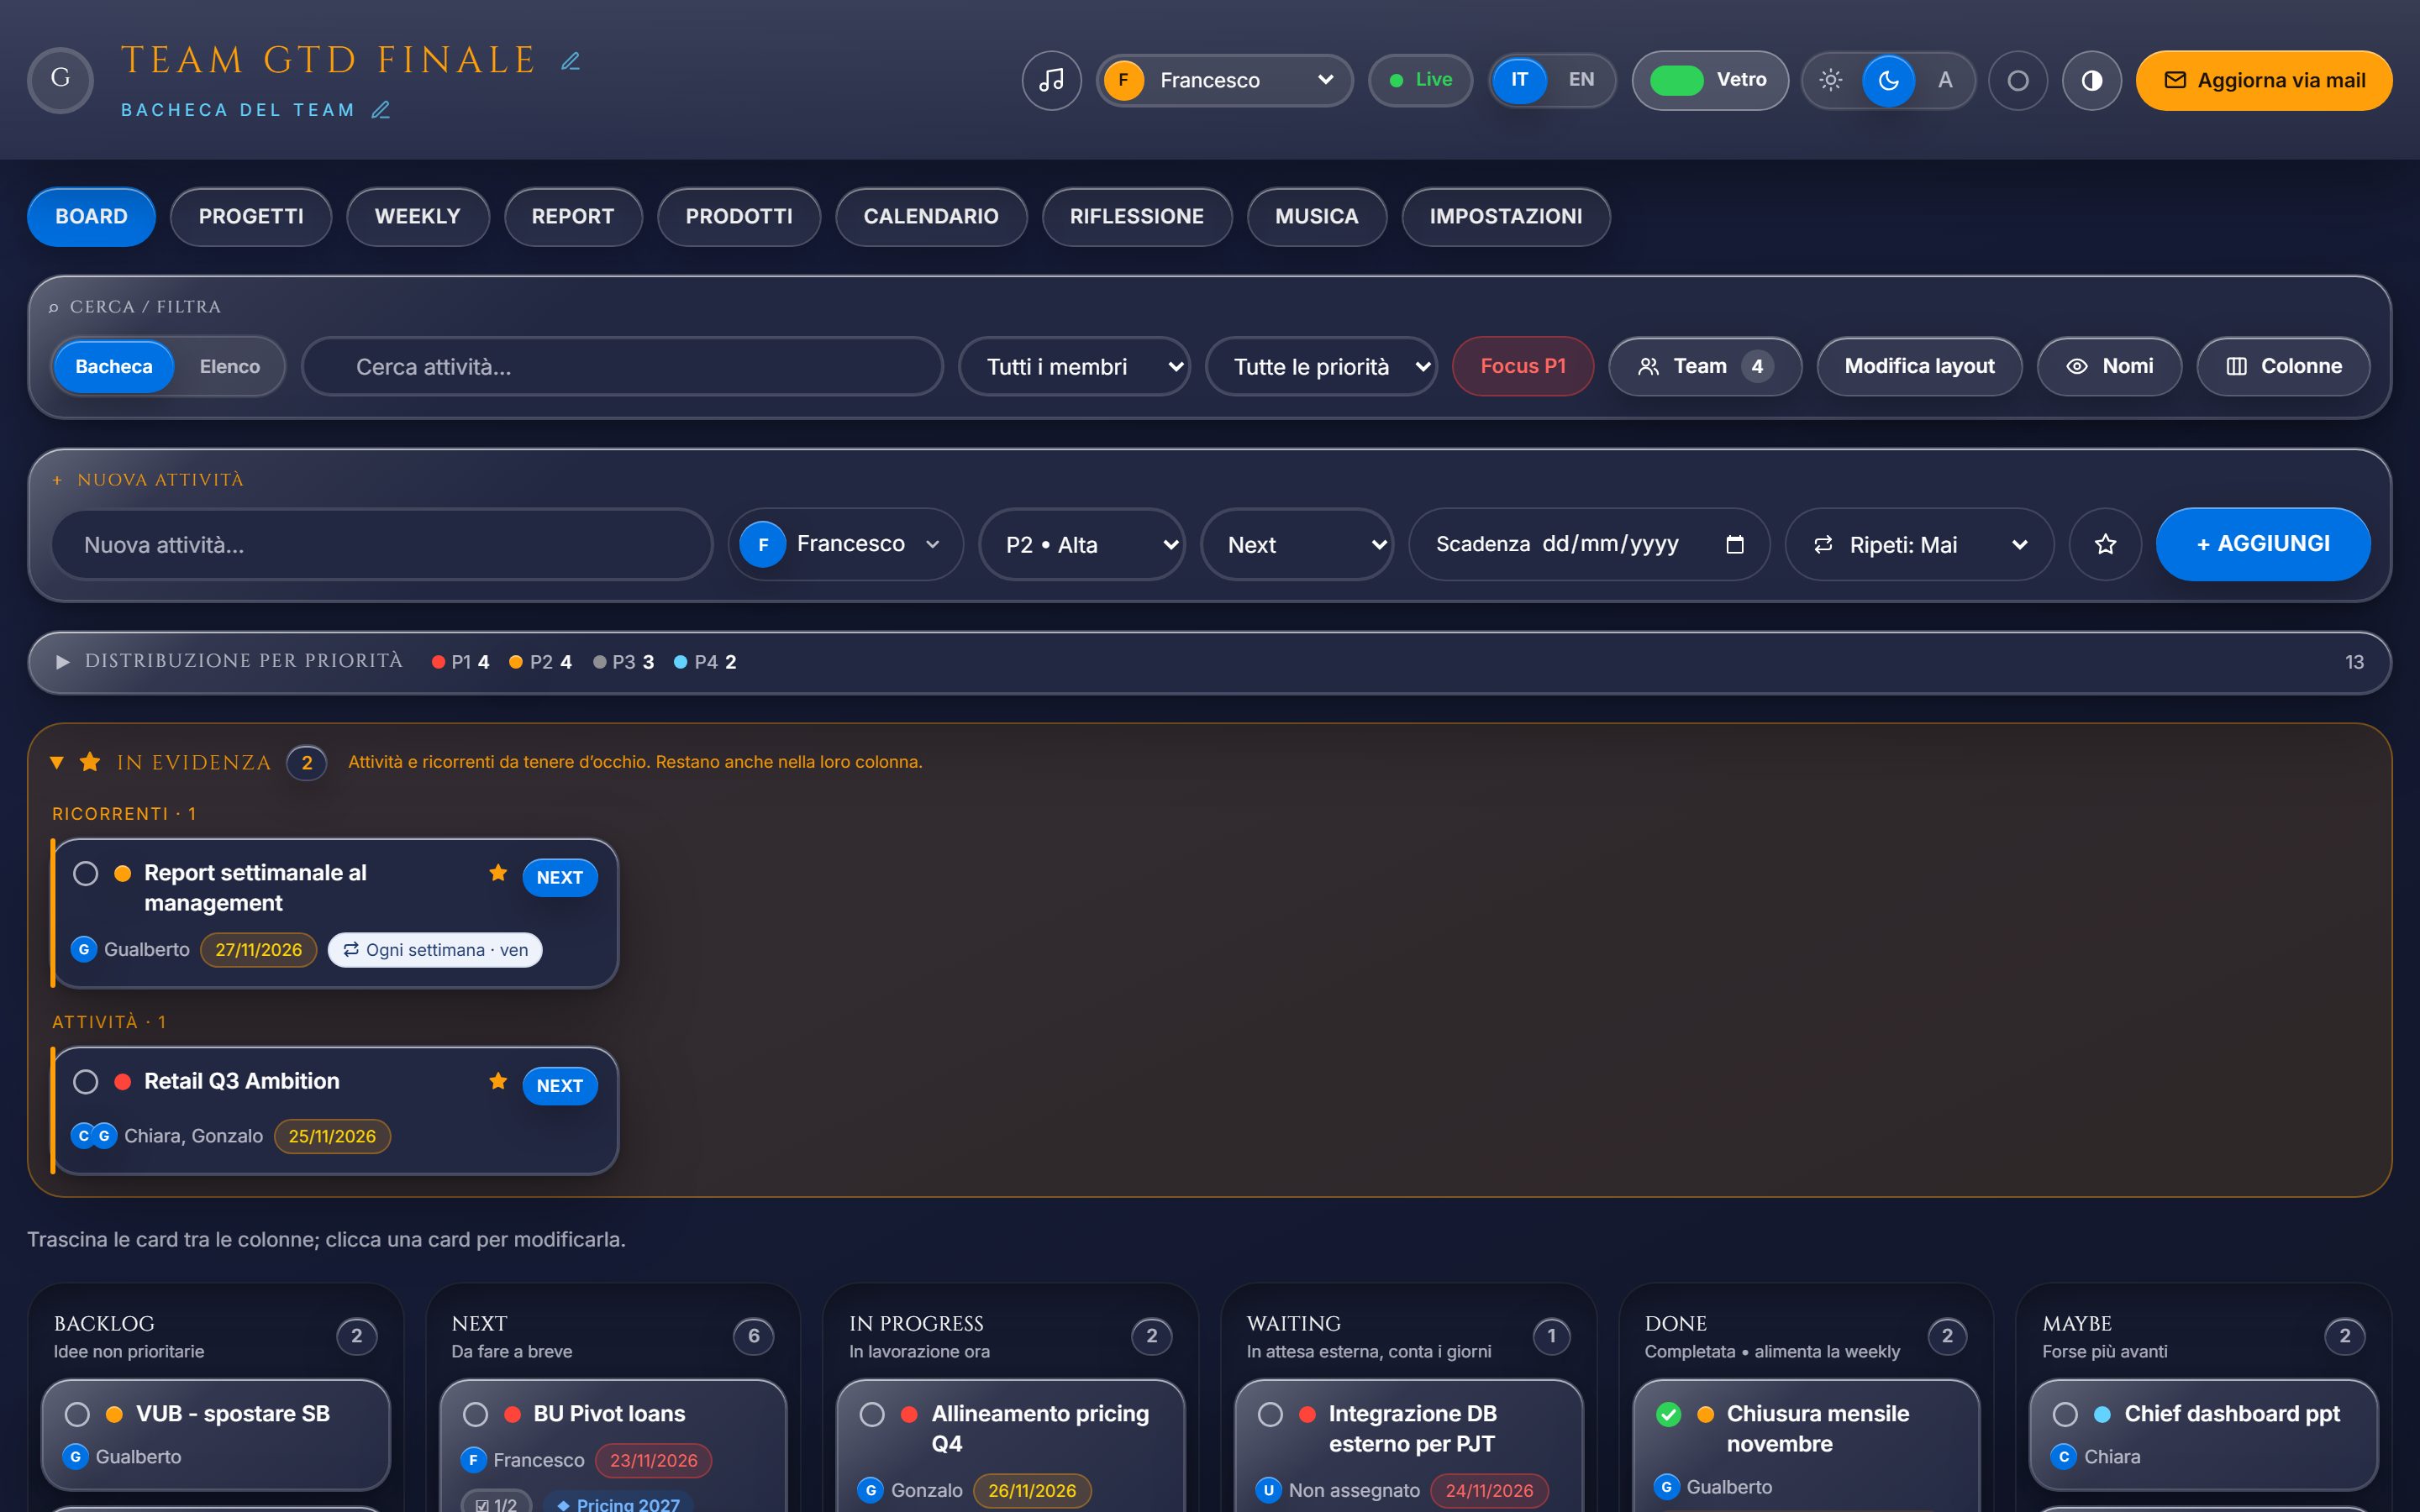 G
TEAM GTD FINALE
BACHECA DEL TEAM
F Francesco
Live
IT EN
Vetro
A
Aggiorna via mail
BOARD PROGETTI WEEKLY REPORT PRODOTTI CALENDARIO RIFLESSIONE MUSICA IMPOSTAZIONI
CERCA / FILTRA
Bacheca Elenco Cerca attività... Tutti i membri Tutte le priorità Focus P1 Team 4 Modifica layout Nomi Colonne
+ NUOVA ATTIVITÀ
Nuova attività... F Francesco P2 • Alta Next Scadenza dd/mm/yyyy Ripeti: Mai + AGGIUNGI
DISTRIBUZIONE PER PRIORITÀ P1 4 P2 4 P3 3 P4 2 13
IN EVIDENZA 2 Attività e ricorrenti da tenere d’occhio. Restano anche nella loro colonna.
RICORRENTI · 1
Report settimanale al
management
NEXT
G Gualberto 27/11/2026 Ogni settimana · ven
ATTIVITÀ · 1
Retail Q3 Ambition NEXT
C G Chiara, Gonzalo 25/11/2026
Trascina le card tra le colonne; clicca una card per modificarla.
BACKLOG 2
Idee non prioritarie
VUB - spostare SB
G Gualberto
NEXT 6
Da fare a breve
BU Pivot loans
F Francesco 23/11/2026
1/2 Pricing 2027
IN PROGRESS 2
In lavorazione ora
Allineamento pricing
Q4
G Gonzalo 26/11/2026
WAITING 1
In attesa esterna, conta i giorni
Integrazione DB
esterno per PJT
U Non assegnato 24/11/2026
DONE 2
Completata • alimenta la weekly
Chiusura mensile
novembre
G Gualberto
MAYBE 2
Forse più avanti
Chief dashboard ppt
C Chiara